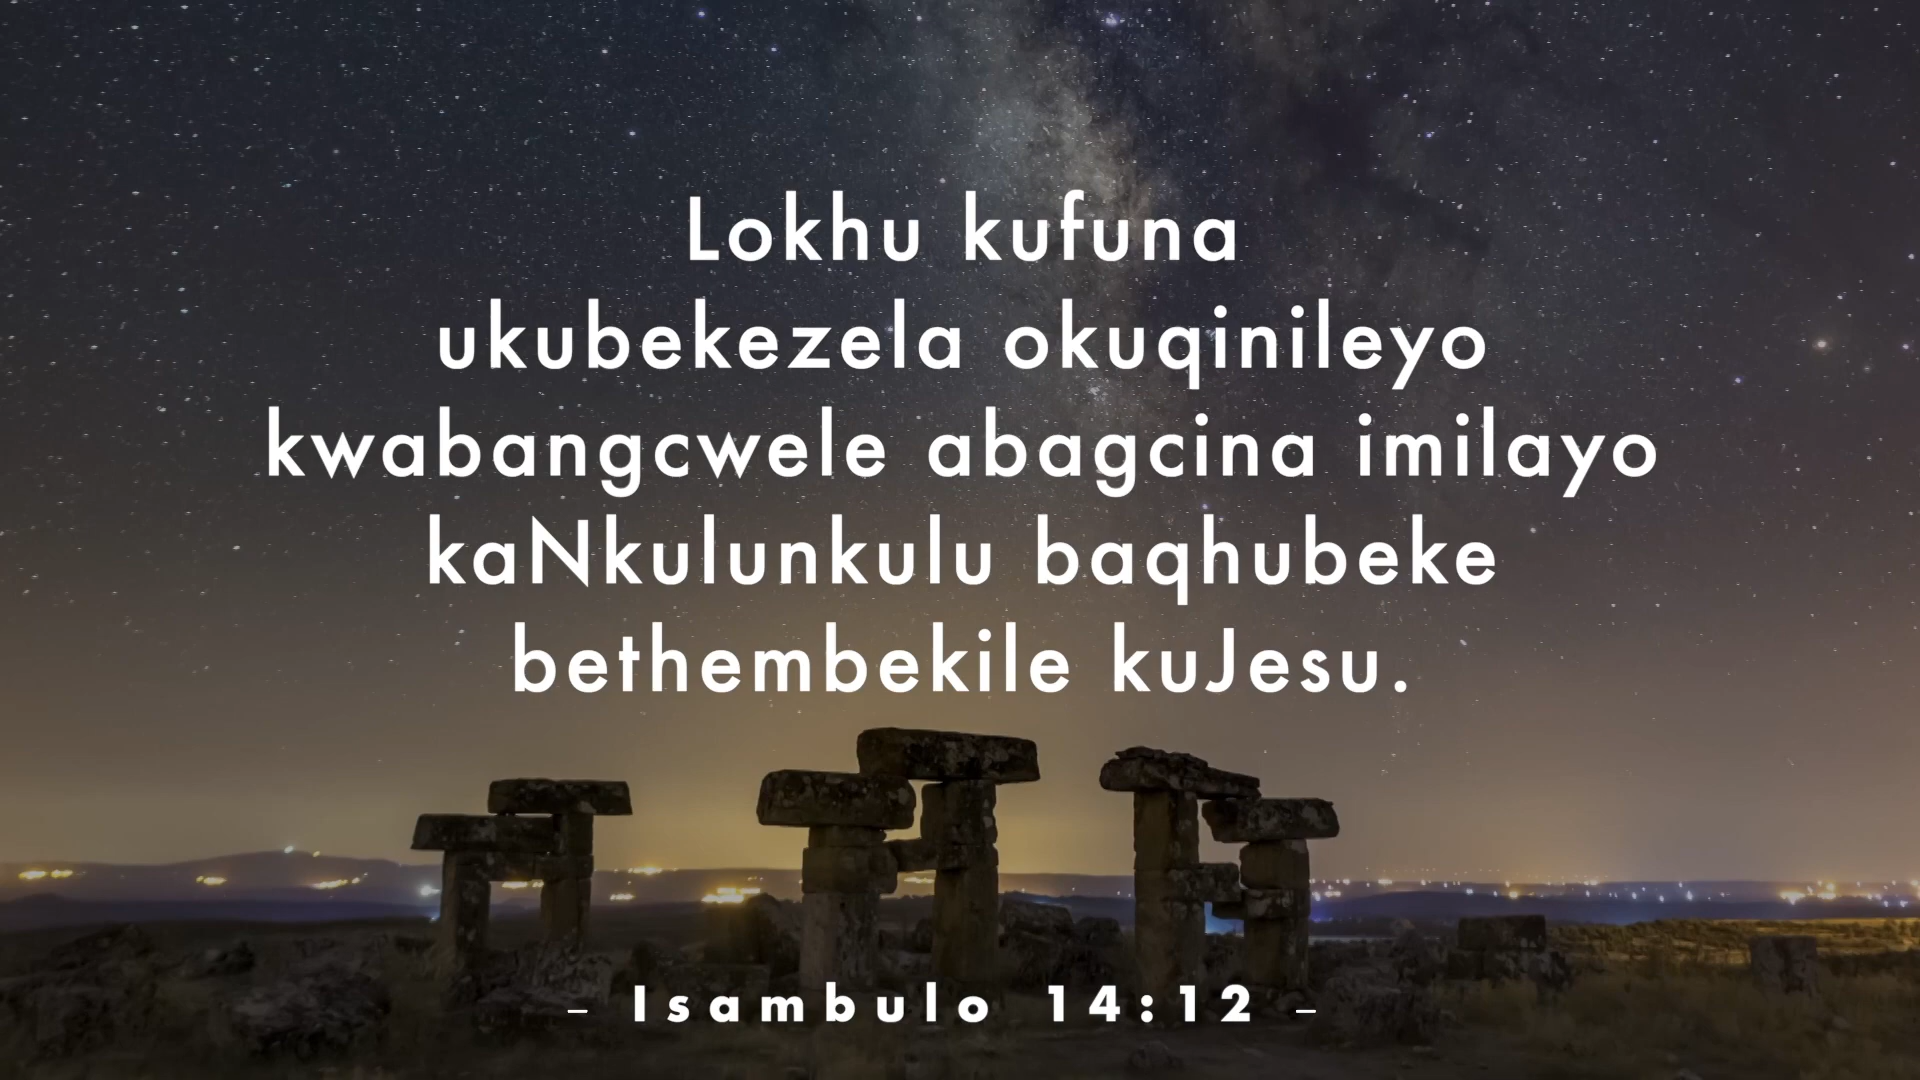 Lokhu kufuna
ukubekezela okuqinileyo
kwabangcwele abagcina imilayo
kaNkulunkulu baqhubeke
bethembekile kuJesu.
– Isambulo 14:12 –